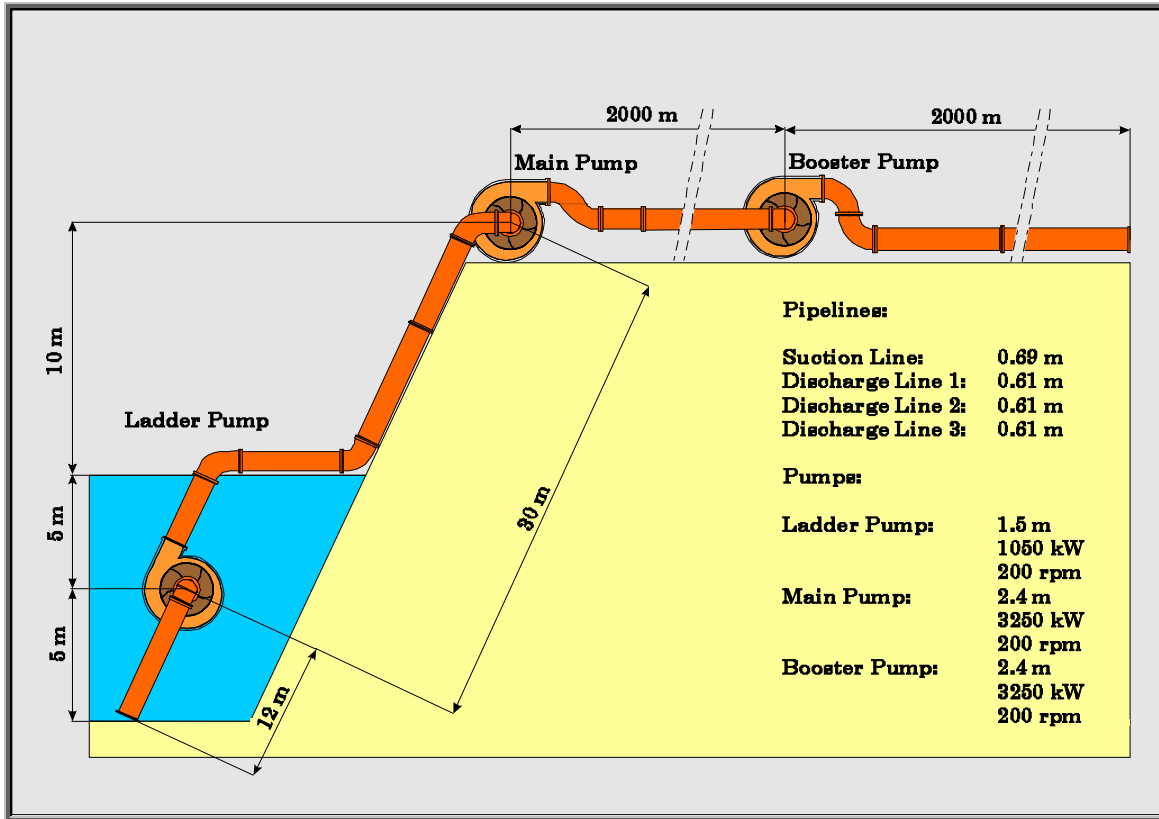 2000 m
2000 m
Main Pump
Booster Pump
10 m
Ladder Pump
5 m
5 m
30 m
12 m
Pipelines:
Suction Line: 0.69 m
Discharge Line 1: 0.61 m
Discharge Line 2: 0.61 m
Discharge Line 3: 0.61 m
Pumps:
Ladder Pump: 1.5 m
1050 kW
200 rpm
Main Pump: 2.4 m
3250 kW
200 rpm
Booster Pump: 2.4 m
3250 kW
200 rpm